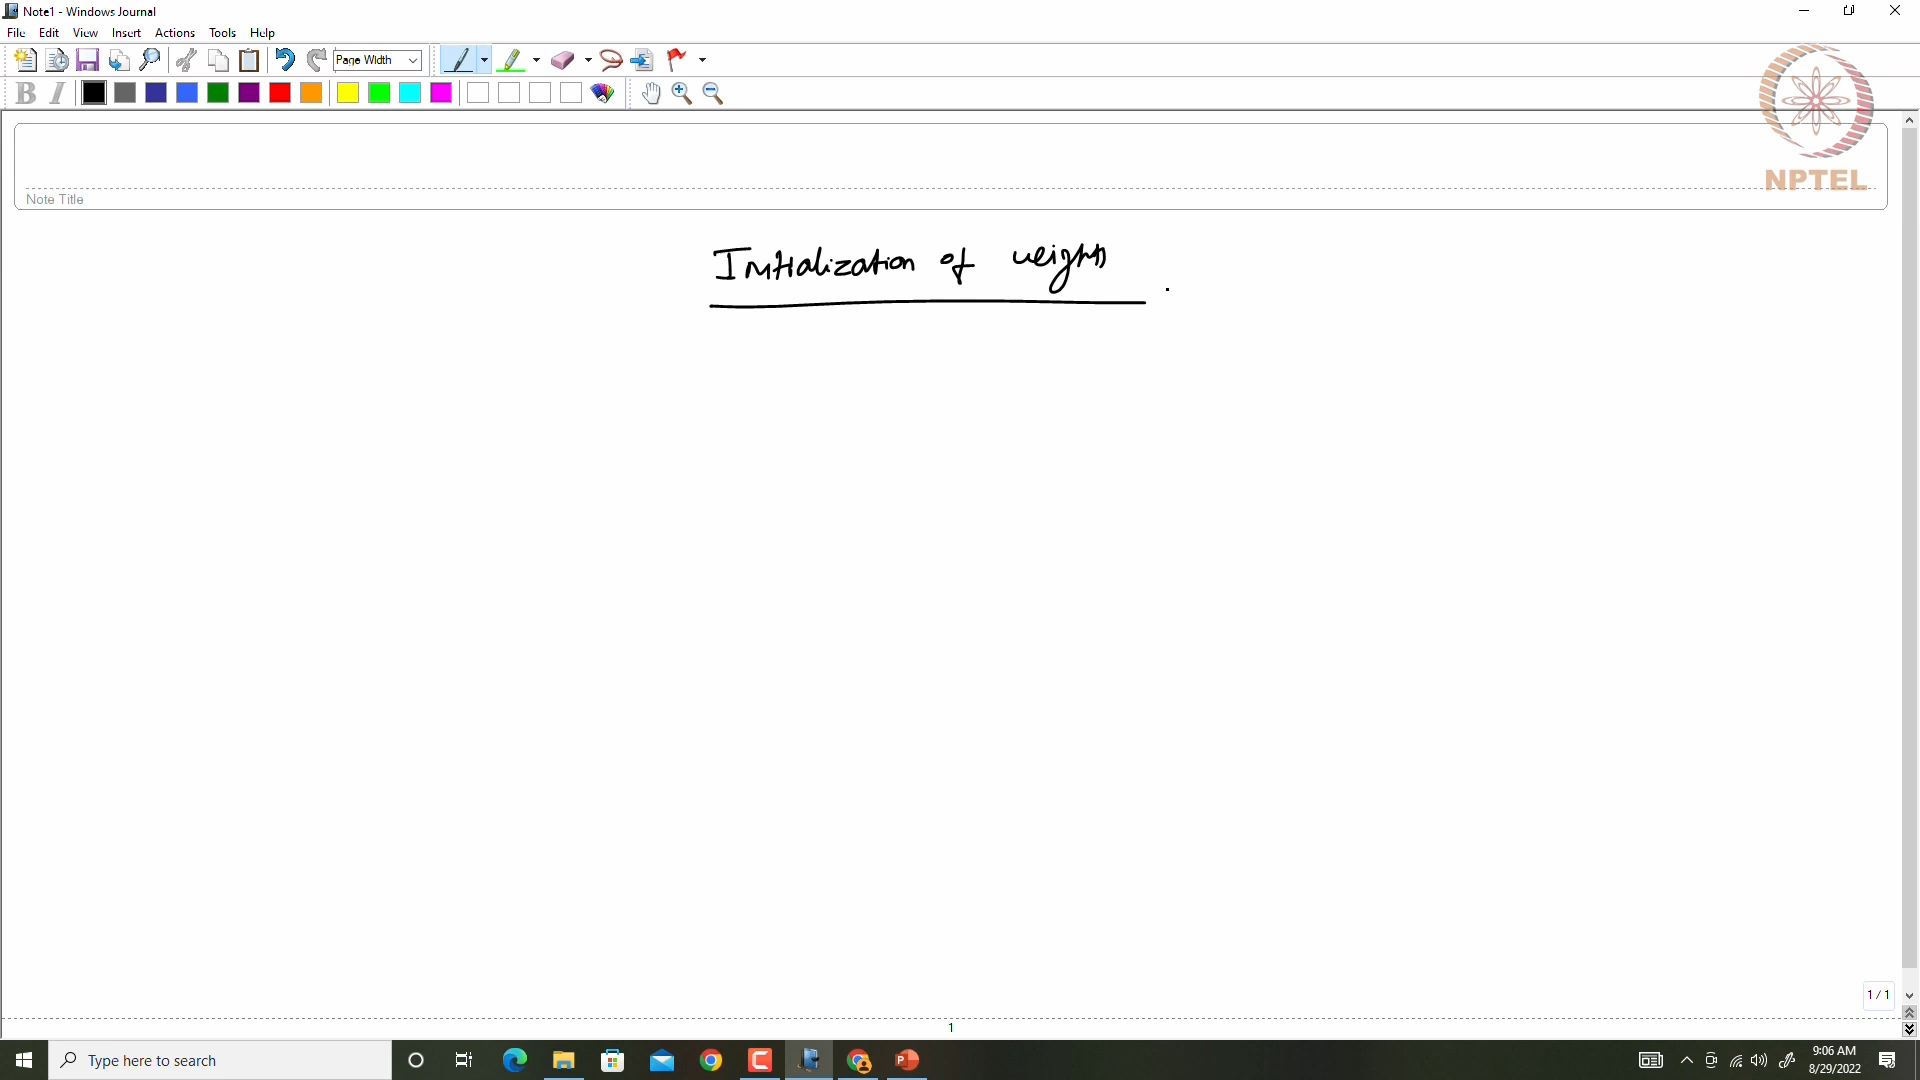 Note1 - Windows Journal
File Edit View Insert Actions Tools Help
Page Width
B I
NPTEL
Note Title
Initialization of weights
1 / 1
1
Type here to search
9:06 AM
8/29/2022